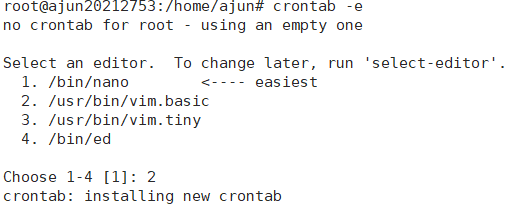 root@ajun20212753:/home/ajun# crontab -e
no crontab for root - using an empty one

Select an editor.  To change later, run 'select-editor'.
  1. /bin/nano        <---- easiest
  2. /usr/bin/vim.basic
  3. /usr/bin/vim.tiny
  4. /bin/ed

Choose 1-4 [1]: 2
crontab: installing new crontab